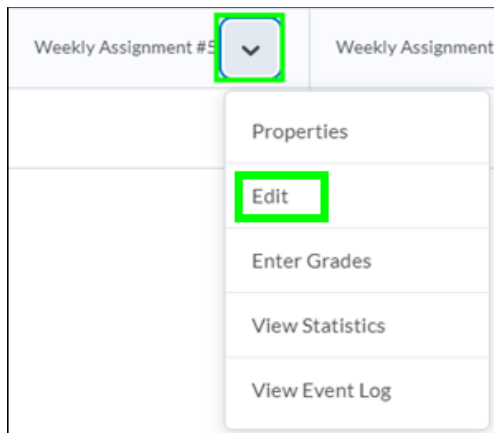 Weekly Assignment #5
Weekly Assignment
Properties
Edit
Enter Grades
View Statistics
View Event Log